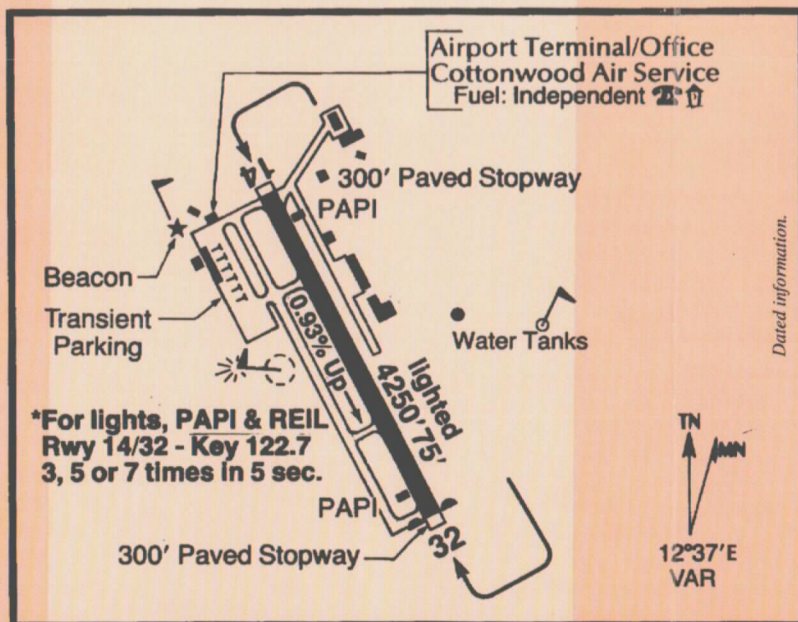 Airport Terminal/Office
Cottonwood Air Service
Fuel: Independent
14
300' Paved Stopway
PAPI
Beacon
Transient
Parking
TTTTTT
0.93% Up
lighted
4250'75'
Water Tanks
*For lights, PAPI & REIL
Rwy 14/32 - Key 122.7
3, 5 or 7 times in 5 sec.
PAPI
300' Paved Stopway
32
TN
MN
12°37'E
VAR
Dated information.